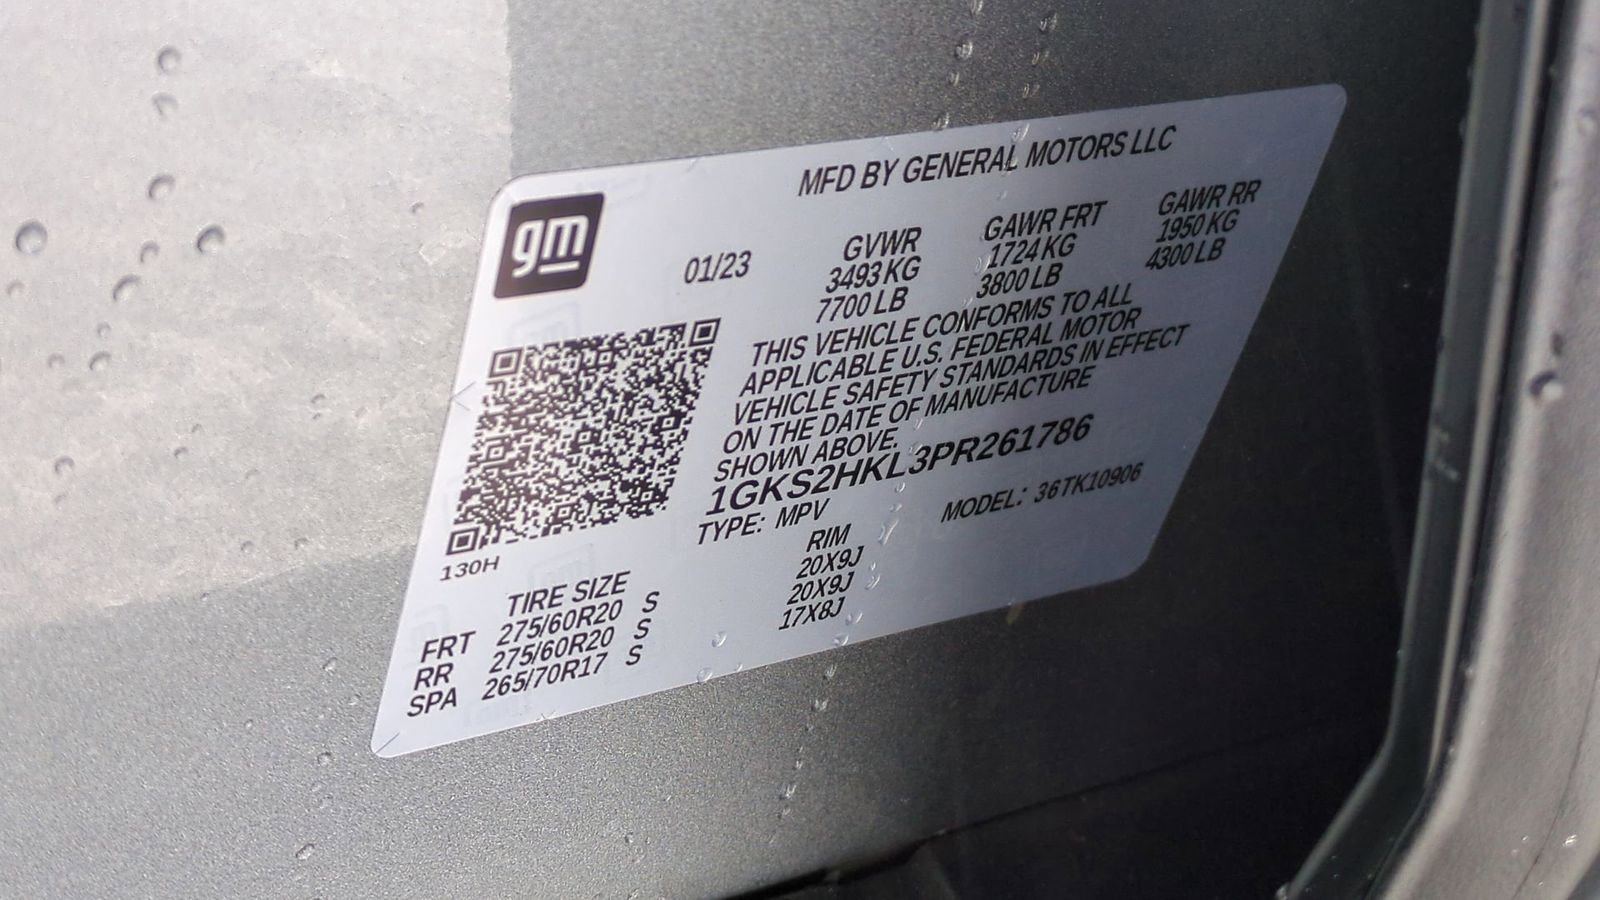 MFD BY GENERAL MOTORS LLC
gm
01/23
GVWR GAWR FRT GAWR RR
3493 KG 1724 KG 1950 KG
7700 LB 3800 LB 4300 LB
THIS VEHICLE CONFORMS TO ALL
APPLICABLE U.S. FEDERAL MOTOR
VEHICLE SAFETY STANDARDS IN EFFECT
ON THE DATE OF MANUFACTURE
SHOWN ABOVE.
1GKS2HKL3PR261786
TYPE: MPV MODEL: 36TK10906
130H
TIRE SIZE RIM
FRT 275/60R20 S 20X9J
RR 275/60R20 S 20X9J
SPA 265/70R17 S 17X8J